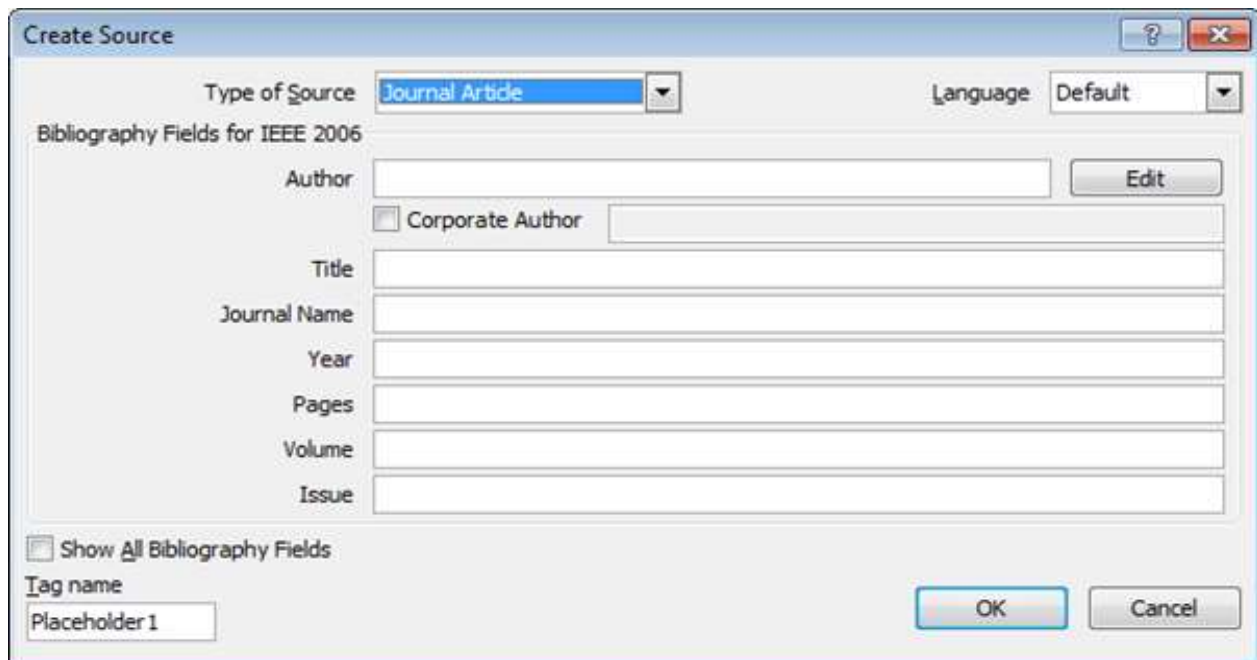 Create Source
Type of Source Journal Article Language Default
Bibliography Fields for IEEE 2006
Author Edit
Corporate Author
Title
Journal Name
Year
Pages
Volume
Issue
Show All Bibliography Fields
Tag name
Placeholder1 OK Cancel